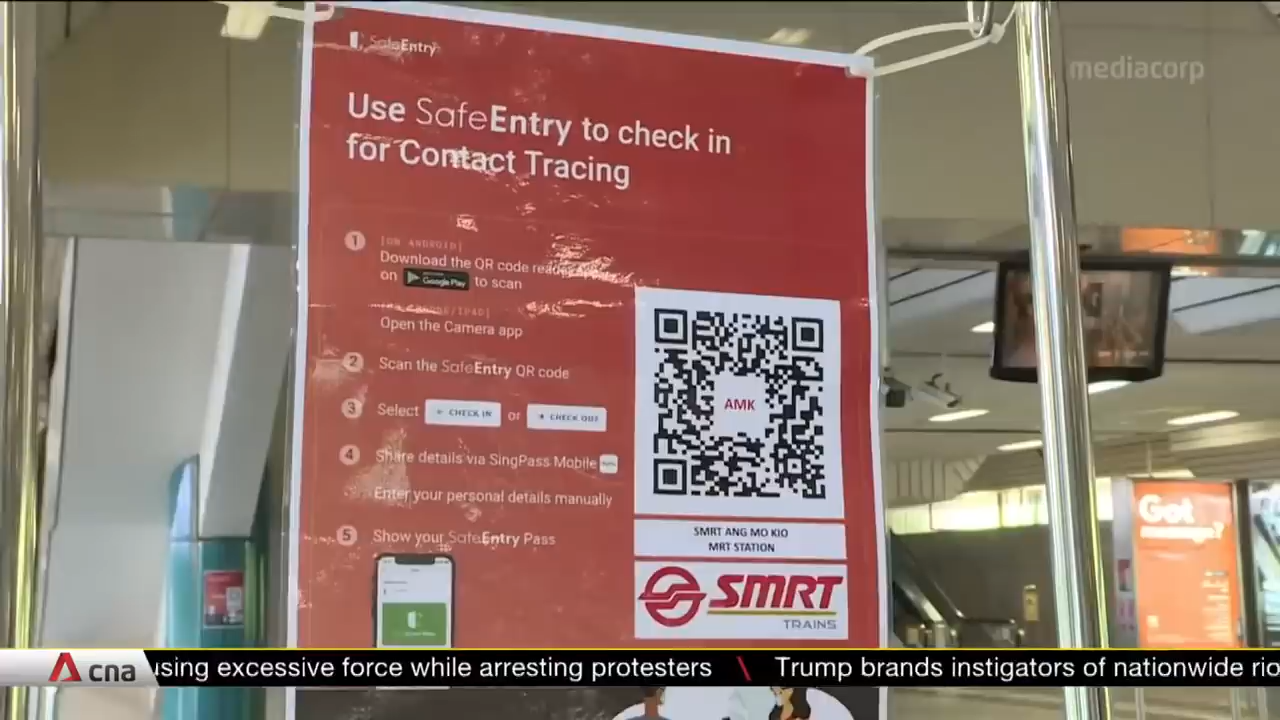 mediacorp
SafeEntry
Use SafeEntry to check in
for Contact Tracing
1
[ON ANDROID]
Download the QR code reader
on Google Play to scan
Open the Camera app
2 Scan the SafeEntry QR code
3 Select CHECK IN or CHECK OUT
4 Share details via SingPass Mobile
Enter your personal details manually
5 Show your SafeEntry Pass
AMK
SMRT ANG MO KIO
MRT STATION
SMRT
TRAINS
Got
cna
using excessive force while arresting protesters \ Trump brands instigators of nationwide rio